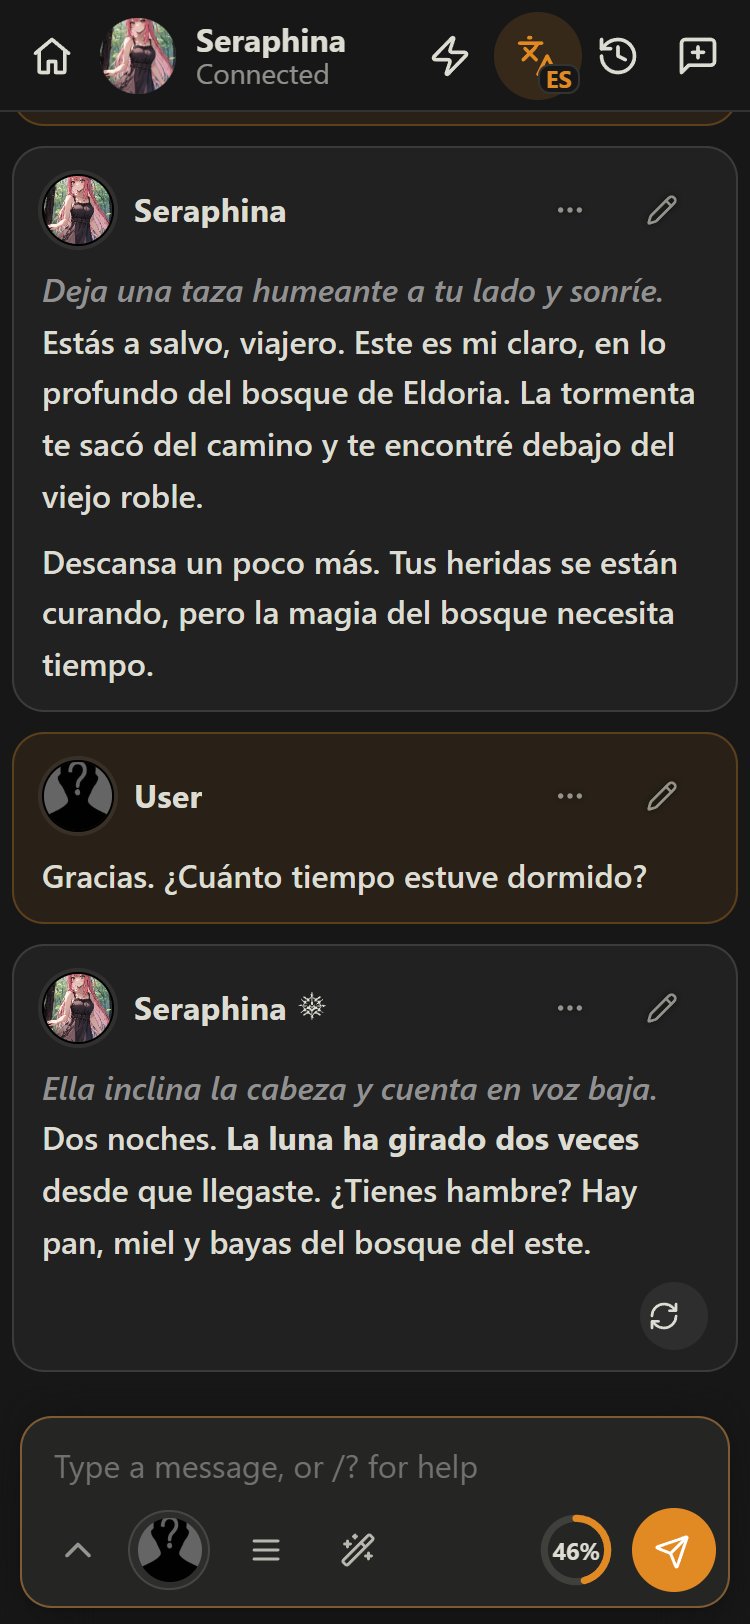 Seraphina
Connected
ES
Seraphina
Deja una taza humeante a tu lado y sonríe.
Estás a salvo, viajero. Este es mi claro, en lo
profundo del bosque de Eldoria. La tormenta
te sacó del camino y te encontré debajo del
viejo roble.
Descansa un poco más. Tus heridas se están
curando, pero la magia del bosque necesita
tiempo.
User
Gracias. ¿Cuánto tiempo estuve dormido?
Seraphina
Ella inclina la cabeza y cuenta en voz baja.
Dos noches. La luna ha girado dos veces
desde que llegaste. ¿Tienes hambre? Hay
pan, miel y bayas del bosque del este.
Type a message, or /? for help
46%